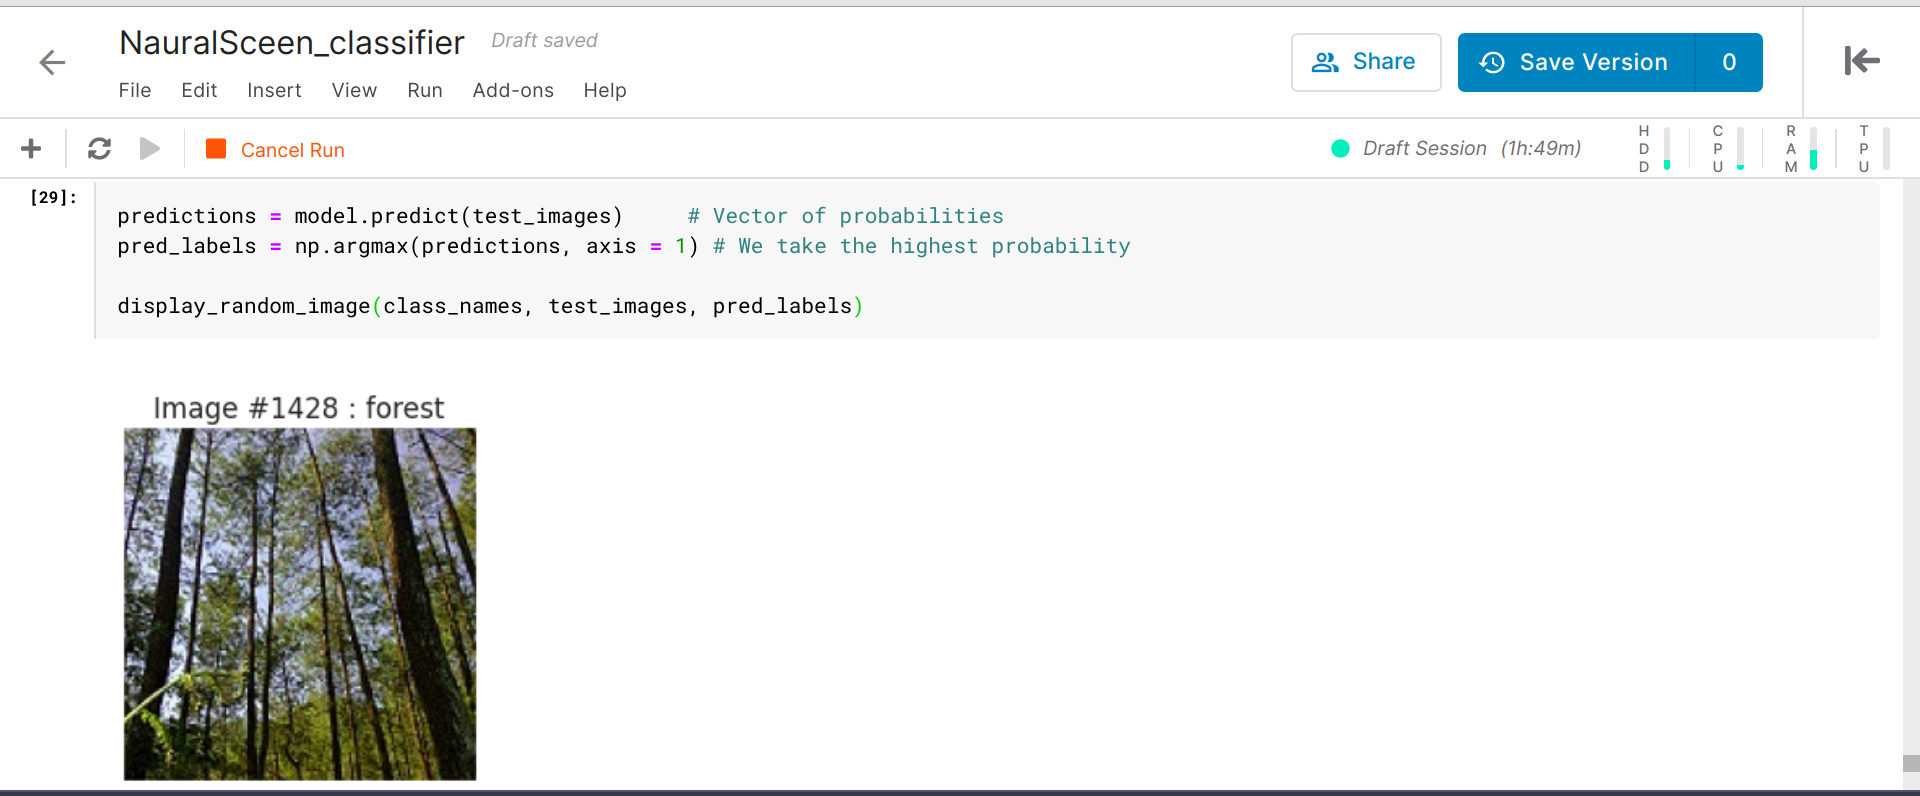 NauralSceen_classifier Draft saved
File Edit Insert View Run Add-ons Help
Share
Save Version 0
Cancel Run
Draft Session (1h:49m)
HDD
CPU
RAM
TPU
[29]:
predictions = model.predict(test_images)     # Vector of probabilities
pred_labels = np.argmax(predictions, axis = 1) # We take the highest probability
display_random_image(class_names, test_images, pred_labels)
Image #1428 : forest